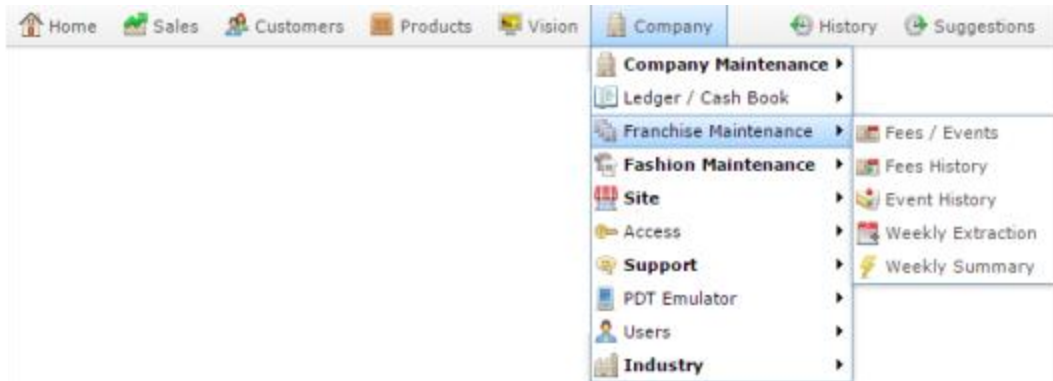 Home Sales Customers Products Vision Company History Suggestions
Company Maintenance
Ledger / Cash Book
Franchise Maintenance Fees / Events
Fashion Maintenance Fees History
Site Event History
Access Weekly Extraction
Support Weekly Summary
PDT Emulator
Users
Industry